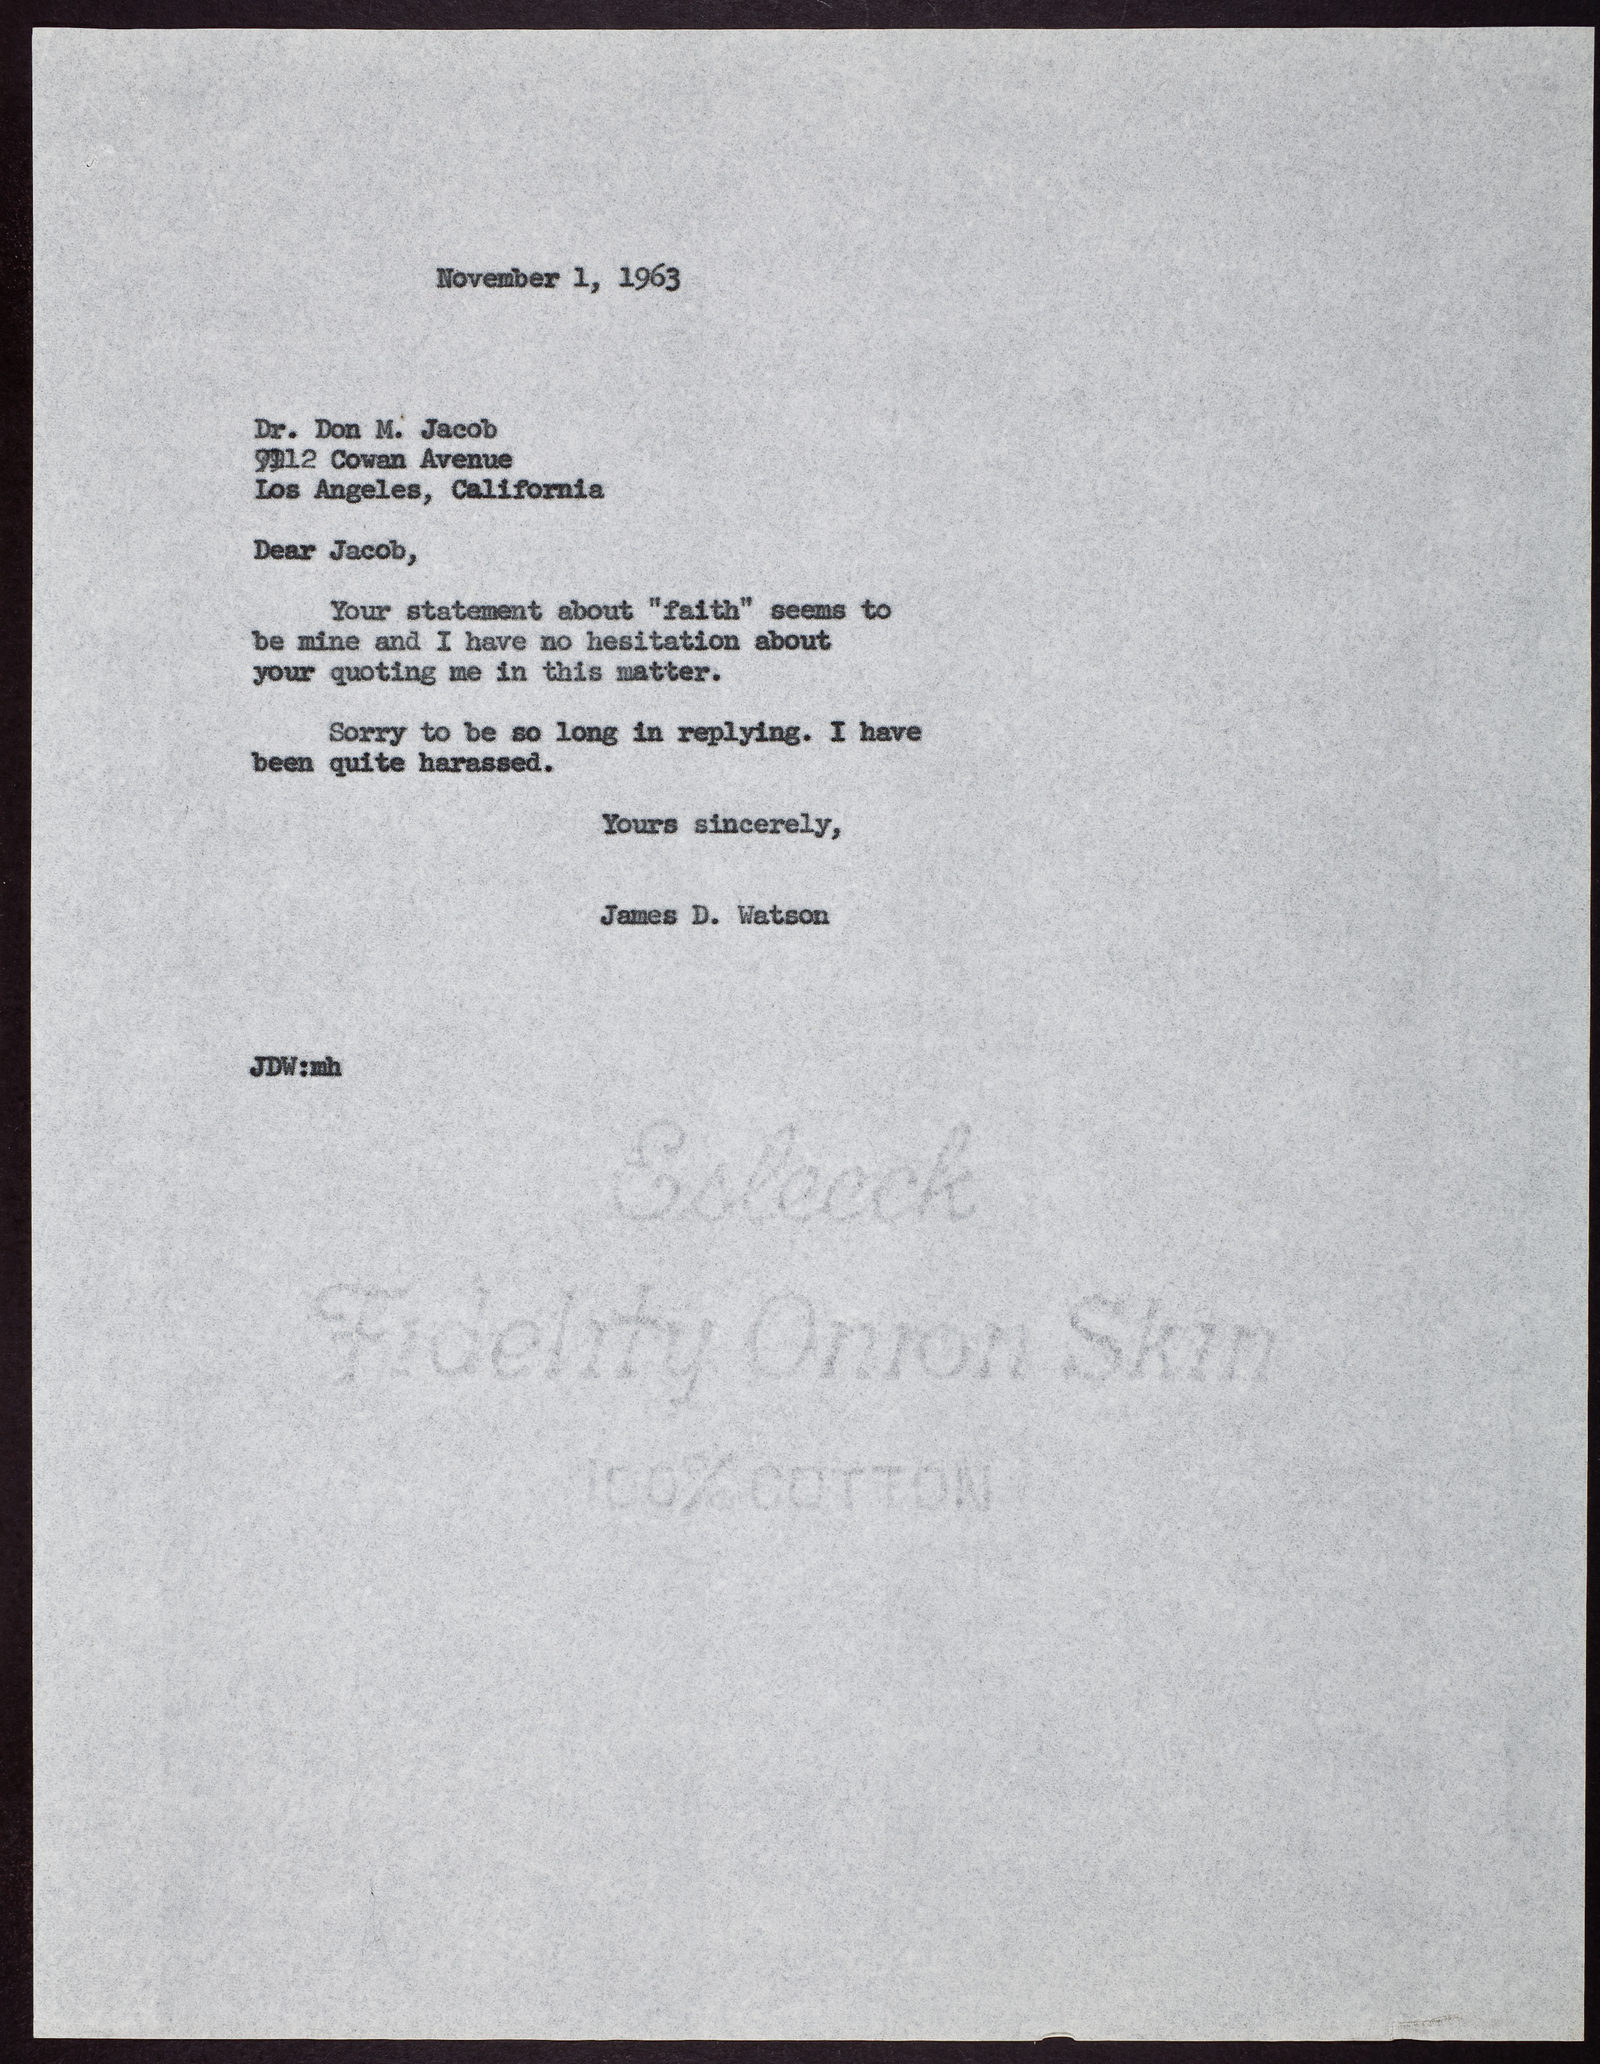 November 1, 1963
Dr. Don M. Jacob
Cowan Avenue
Los Angeles, California
Dear Jacob,
Your statement about "faith" seems to
be mine and I have no hesitation about
your quoting me in this matter.
Sorry to be so long in replying. I have
been quite harassed.
Yours sincerely,
James D. Watson
JDW:mh
Esleeck
Fidelity Onion Skin
100% COTTON